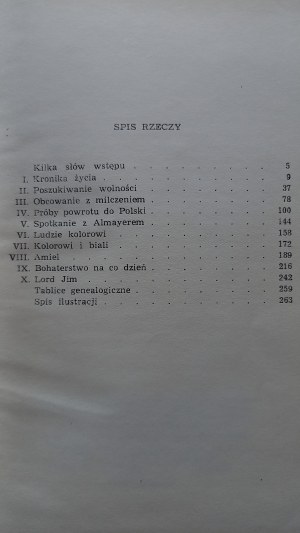 SPIS RZECZY
Kilka słów wstępu . . . . . . . . . 5
I. Kronika życia . . . . . . . . . 9
II. Poszukiwanie wolności . . . . . . . . 37
III. Obcowanie z milczeniem . . . . . . . 78
IV. Próby powrotu do Polski . . . . . . . 100
V. Spotkanie z Almayerem . . . . . . . 144
VI. Ludzie kolorowi . . . . . . . . . 158
VII. Kolorowi i biali . . . . . . . . . 172
VIII. Amiel . . . . . . . . . . . 189
IX. Bohaterstwo na co dzień . . . . . . . 216
X. Lord Jim . . . . . . . . . . 242
Tablice genealogiczne . . . . . . . . 259
Spis ilustracji . . . . . . . . . . 263